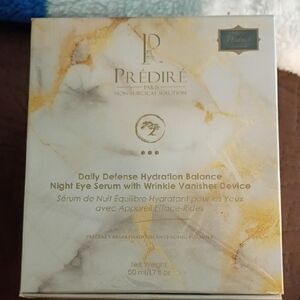 PRĒDIRĒ
PARIS
NON-SURGICAL SOLUTION
Daily Defense Hydration Balance
Night Eye Serum with Wrinkle Vanisher Device
Sérum de Nuit Équilibre Hydratant pour les Yeux
avec Appareil Efface-Rides
Net Weight
50 ml/1.7 fl oz